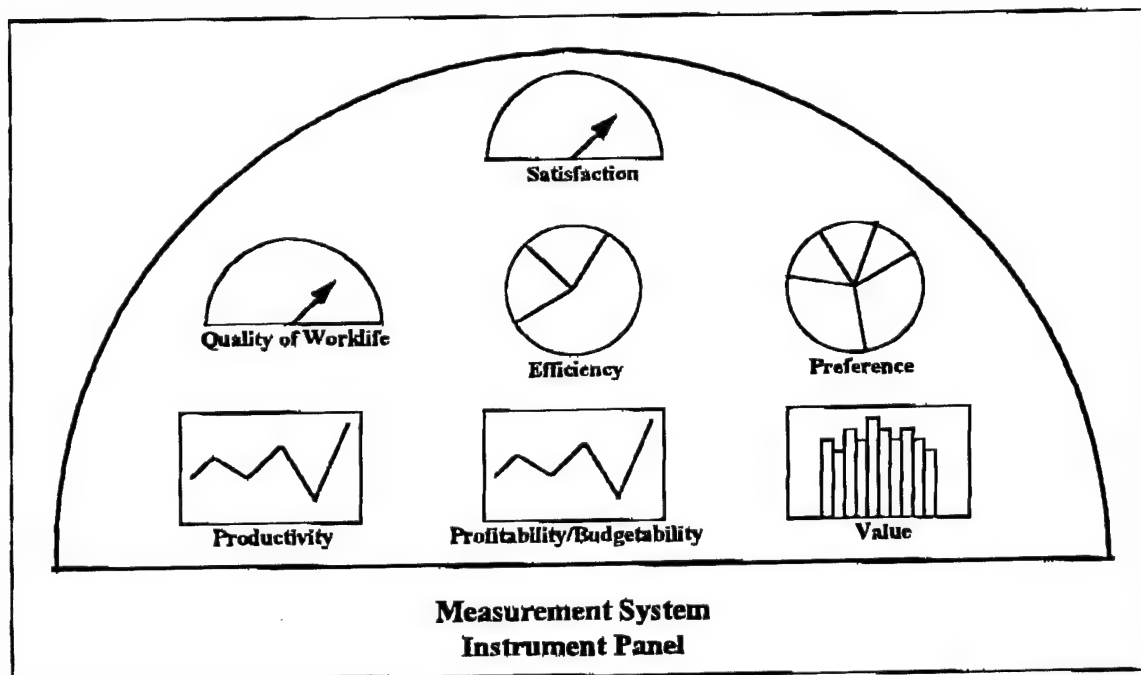 Satisfaction
Quality of Worklife
Efficiency
Preference
Productivity
Profitability/Budgetability
Value
Measurement System
Instrument Panel